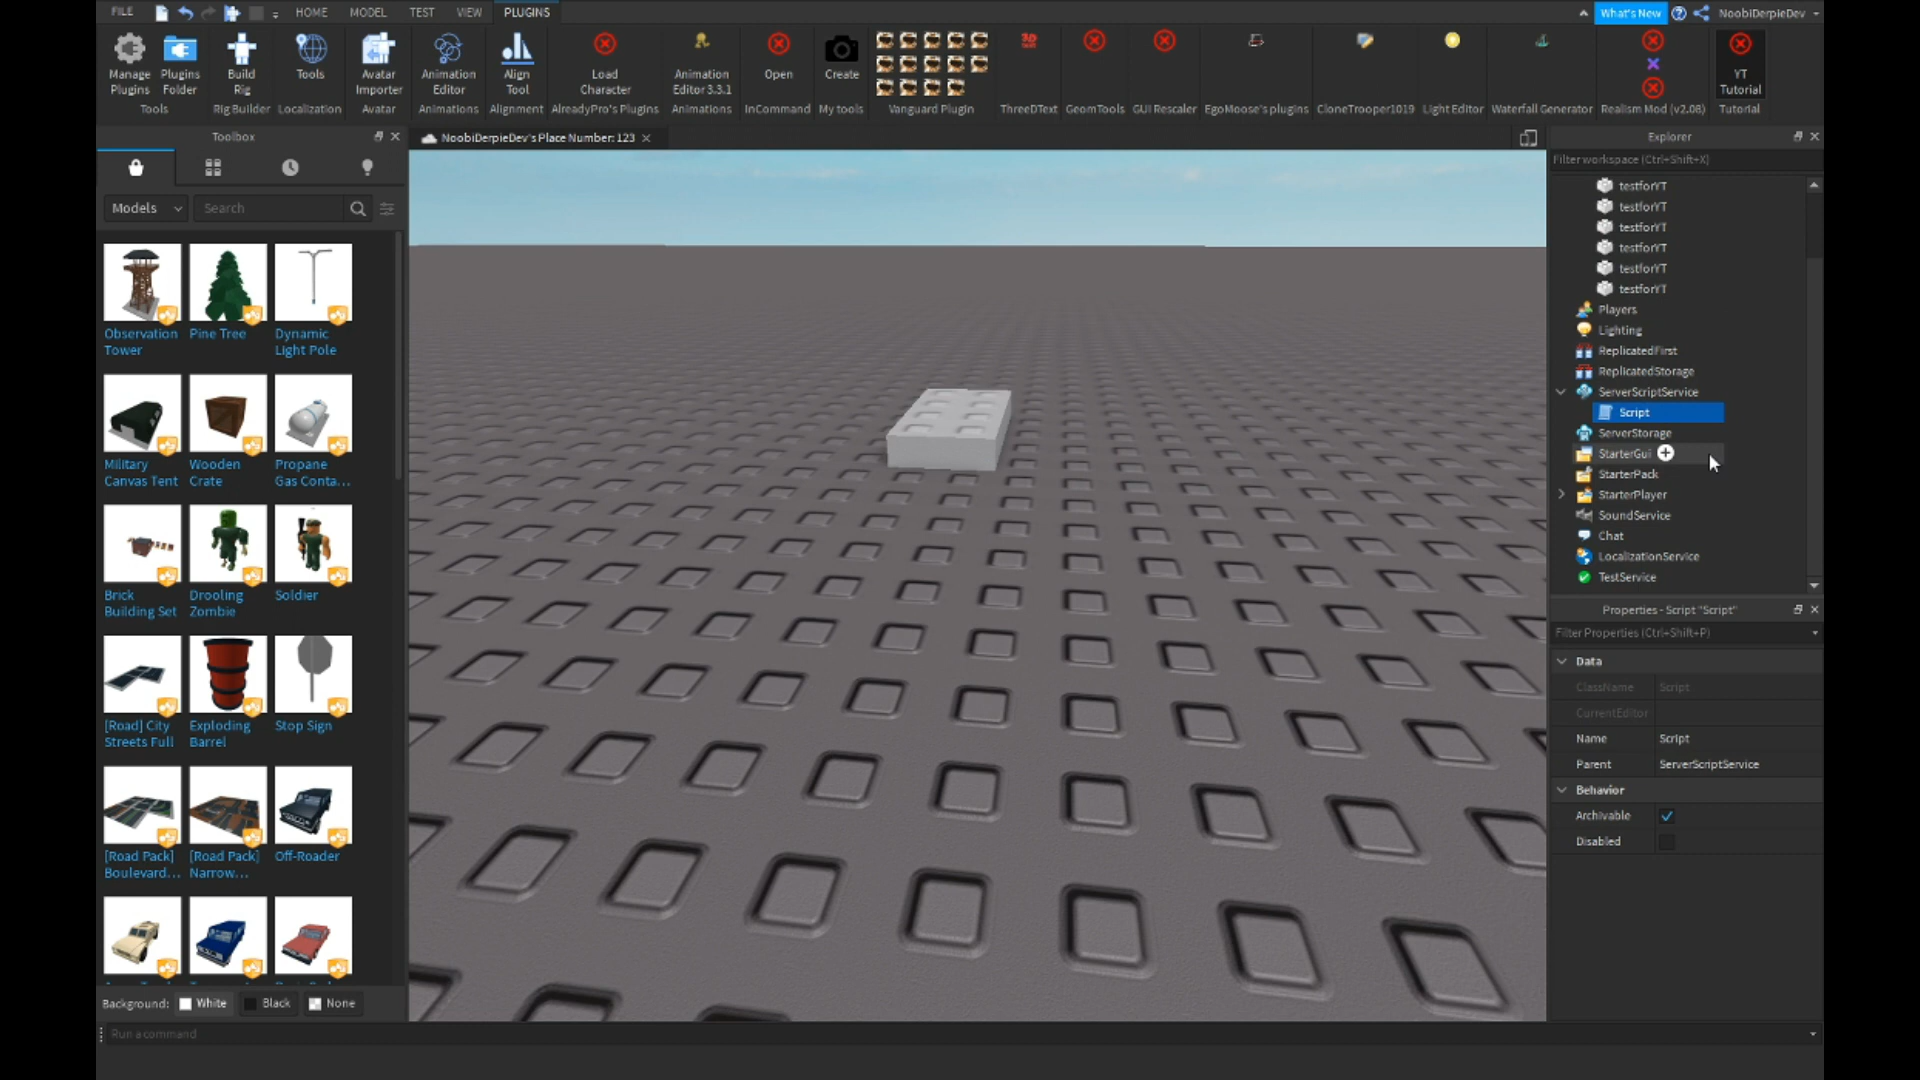 FILE HOME MODEL TEST VIEW PLUGINS What's New NoobiDerpieDev
Manage Plugins
Plugins Folder
Build Rig
Tools
Avatar Importer
Animation Editor
Align Tool
Load Character
Animation Editor 3.3.1
Open
Create
YT Tutorial
Tools Rig Builder Localization Avatar Animations Alignment AlreadyPro's Plugins Animations InCommand My tools Vanguard Plugin ThreeDText GeomTools GUI Rescaler EgoMoose's plugins CloneTrooper1019 Light Editor Waterfall Generator Realism Mod (v2.08) Tutorial
Toolbox
NoobiDerpieDev's Place Number: 123
Explorer
Models
Search
Observation Tower
Pine Tree
Dynamic Light Pole
Military Canvas Tent
Wooden Crate
Propane Gas Conta...
Brick Building Set
Drooling Zombie
Soldier
[Road] City Streets Full
Exploding Barrel
Stop Sign
[Road Pack] Boulevard...
[Road Pack] Narrow...
Off-Roader
Background: White Black None
Run a command
Filter workspace (Ctrl+Shift+X)
testforYT
testforYT
testforYT
testforYT
testforYT
testforYT
Players
Lighting
ReplicatedFirst
ReplicatedStorage
ServerScriptService
Script
ServerStorage
StarterGui
StarterPack
StarterPlayer
SoundService
Chat
LocalizationService
TestService
Properties - Script "Script"
Filter Properties (Ctrl+Shift+P)
Data
ClassName Script
CurrentEditor
Name Script
Parent ServerScriptService
Behavior
Archivable
Disabled